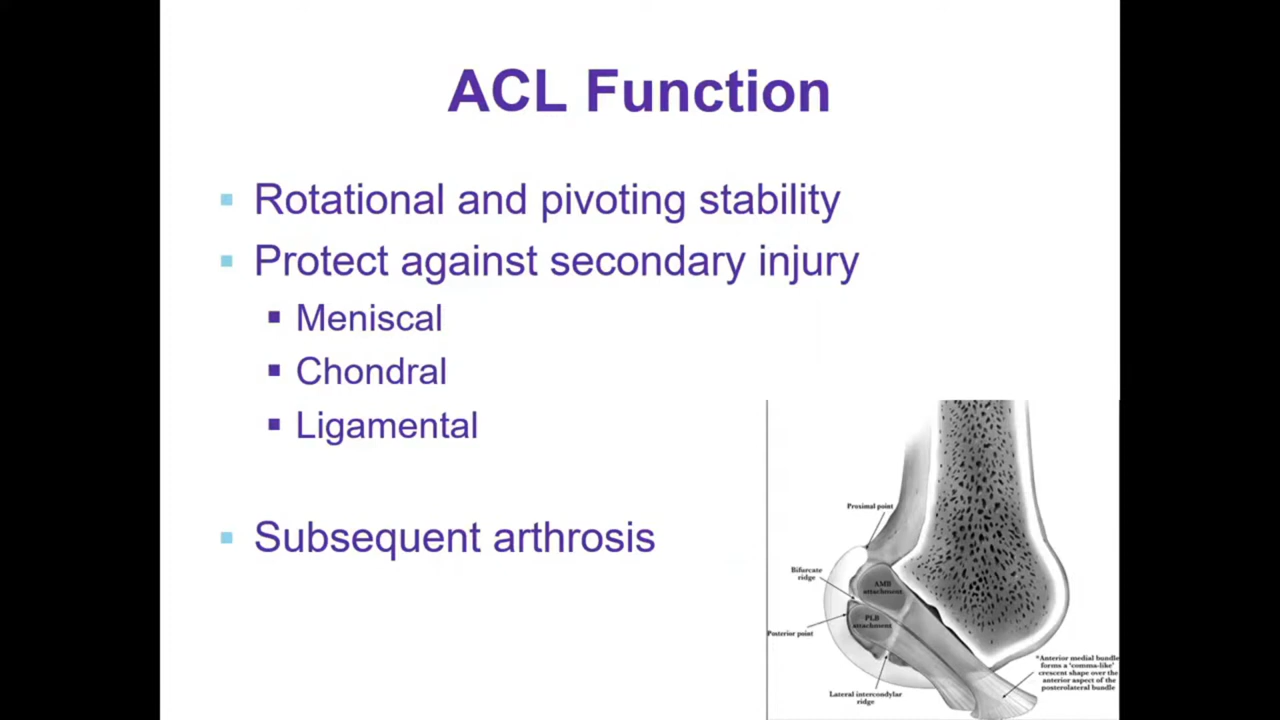 ACL Function
Rotational and pivoting stability
Protect against secondary injury
Meniscal
Chondral
Ligamental
Subsequent arthrosis
Proximal point
Bifurcate
ridge
AMB
attachment
PLB
attachment
Posterior point
Lateral intercondylar
ridge
*Anterior medial bundle
forms a 'comma-like'
crescent shape over the
anterior aspect of the
posterolateral bundle